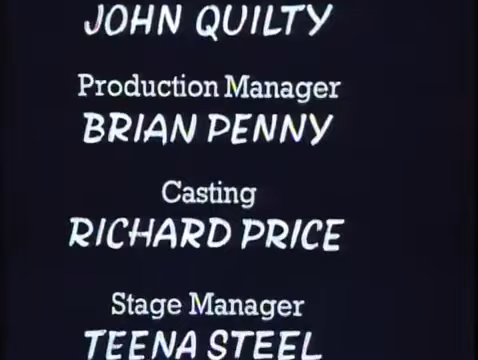 JOHN QUILTY
Production Manager
BRIAN PENNY
Casting
RICHARD PRICE
Stage Manager
TEENA STEEL